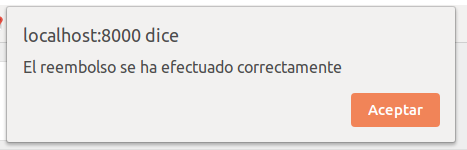 localhost:8000 dice
El reembolso se ha efectuado correctamente
Aceptar